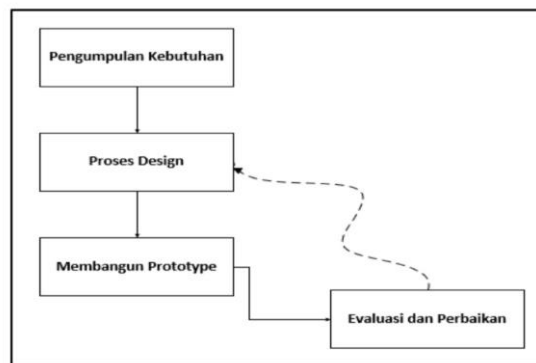 Pengumpulan Kebutuhan
Proses Design
Membangun Prototype
Evaluasi dan Perbaikan